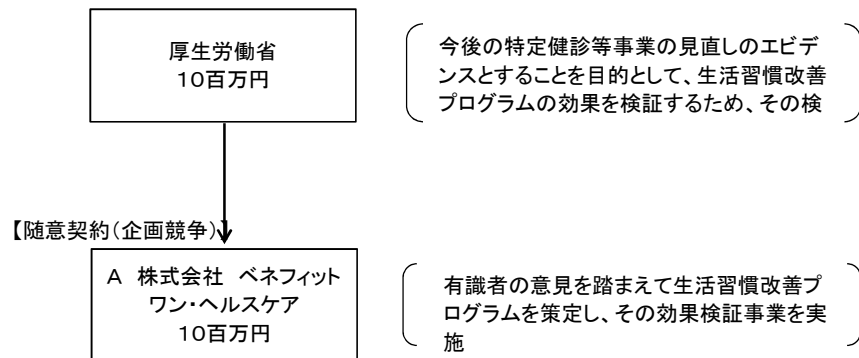 厚生労働省
10百万円
今後の特定健診等事業の見直しのエビデ
ンスとすることを目的として、生活習慣改善
プログラムの効果を検証するため、その検
【随意契約(企画競争)】
A 株式会社 ベネフィット
ワン・ヘルスケア
10百万円
有識者の意見を踏まえて生活習慣改善プ
ログラムを策定し、その効果検証事業を実
施